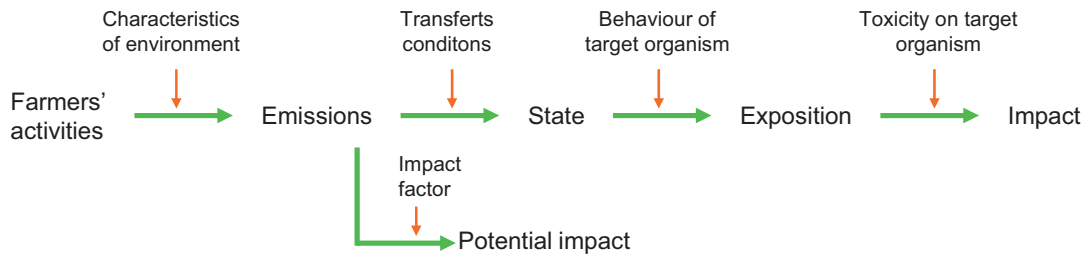 Characteristics
of environment
Transferts
conditons
Behaviour of
target organism
Toxicity on target
organism
Farmers'
activities
Emissions
State
Exposition
Impact
Impact
factor
Potential impact